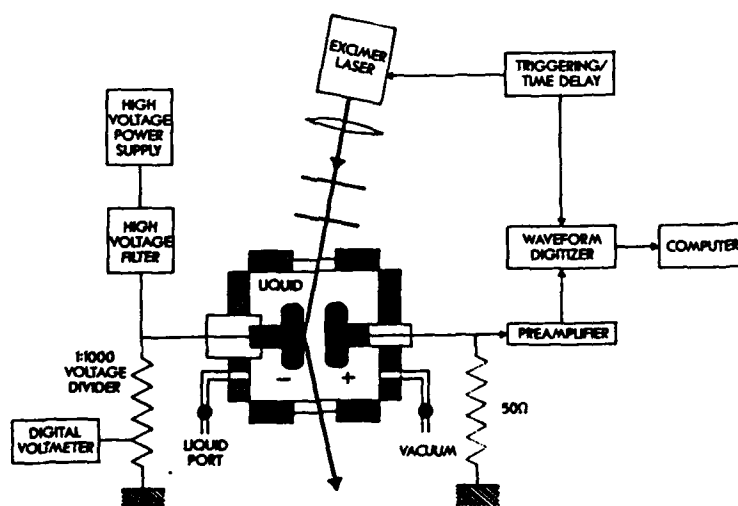 EXCIMER
LASER
TRIGGERING/
TIME DELAY
HIGH
VOLTAGE
POWER
SUPPLY
HIGH
VOLTAGE
FILTER
WAVEFORM
DIGITIZER
COMPUTER
LIQUID
PREAMPLIFIER
1:1000
VOLTAGE
DIVIDER
- +
50Ω
DIGITAL
VOLTMETER
LIQUID
PORT
VACUUM